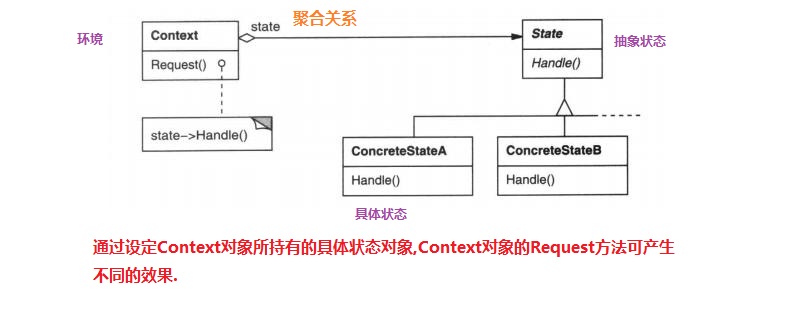 聚合关系
state
环境
Context
Request()
state->Handle()
State
Handle()
抽象状态
ConcreteStateA
Handle()
ConcreteStateB
Handle()
具体状态
通过设定Context对象所持有的具体状态对象,Context对象的Request方法可产生
不同的效果.